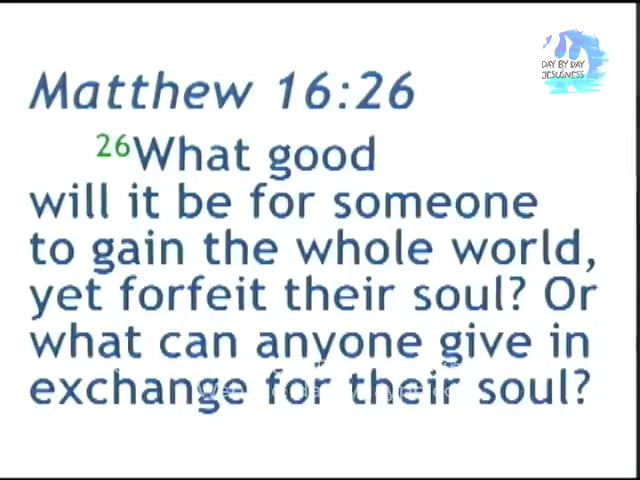 DAY BY DAY
JESUSNESS
Matthew 16:26
26What good
will it be for someone
to gain the whole world,
yet forfeit their soul? Or
what can anyone give in
exchange for their soul?